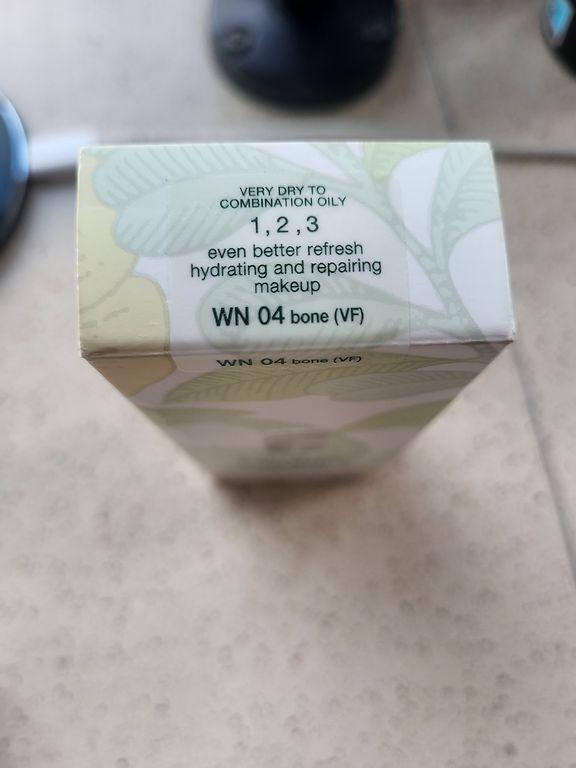 VERY DRY TO
COMBINATION OILY
1, 2, 3
even better refresh
hydrating and repairing
makeup
WN 04 bone (VF)
WN 04 bone (VF)